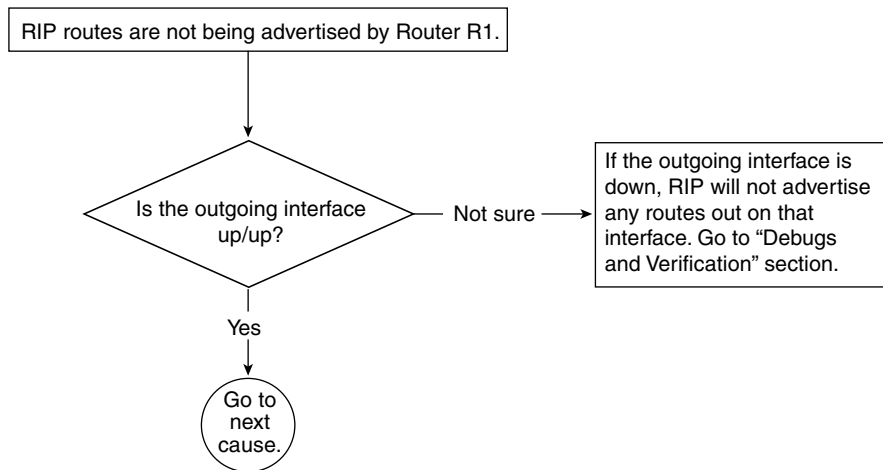 RIP routes are not being advertised by Router R1.
Is the outgoing interface
up/up?
Not sure
If the outgoing interface is
down, RIP will not advertise
any routes out on that
interface. Go to “Debugs
and Verification” section.
Yes
Go to
next
cause.